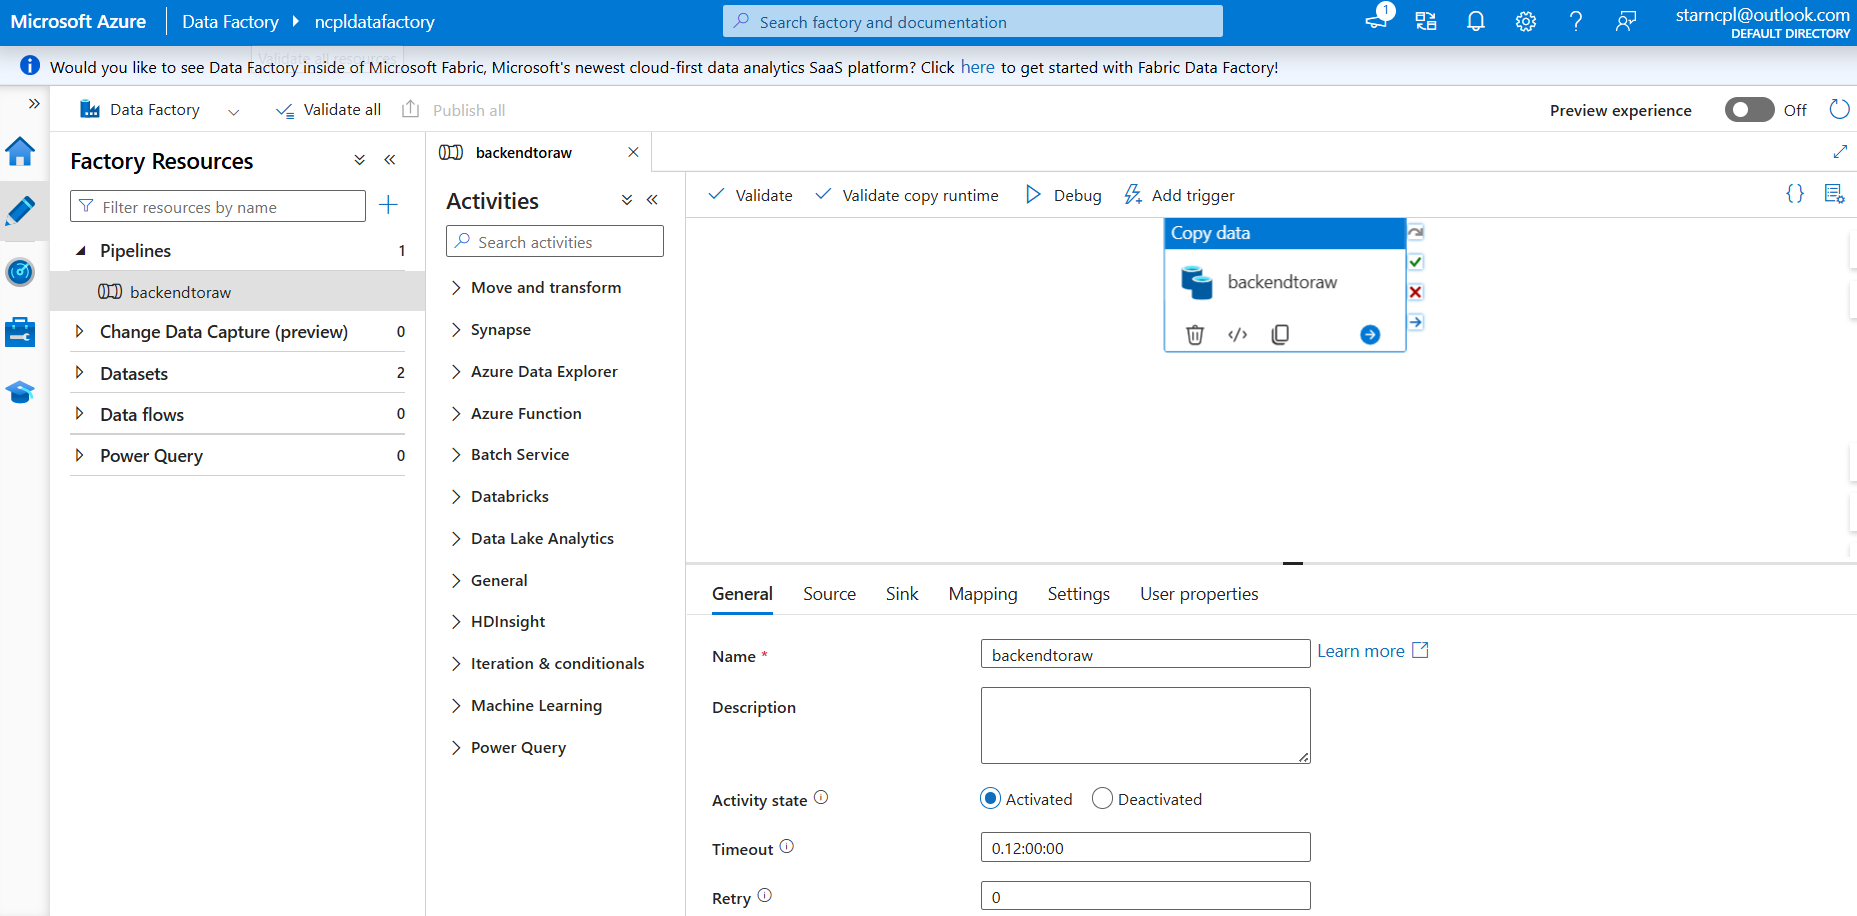 Microsoft Azure
Data Factory
ncpldatafactory
Search factory and documentation
1
starncpl@outlook.com
DEFAULT DIRECTORY
Validate all resources
Would you like to see Data Factory inside of Microsoft Fabric, Microsoft's newest cloud-first data analytics SaaS platform? Click here to get started with Fabric Data Factory!
Data Factory
Validate all
Publish all
Preview experience
Off
Factory Resources
Filter resources by name
Pipelines 1
backendtoraw
Change Data Capture (preview) 0
Datasets 2
Data flows 0
Power Query 0
backendtoraw
Activities
Search activities
Move and transform
Synapse
Azure Data Explorer
Azure Function
Batch Service
Databricks
Data Lake Analytics
General
HDInsight
Iteration & conditionals
Machine Learning
Power Query
Validate
Validate copy runtime
Debug
Add trigger
{}
Copy data
backendtoraw
General
Source
Sink
Mapping
Settings
User properties
Name *
backendtoraw
Learn more
Description
Activity state
Activated
Deactivated
Timeout
0.12:00:00
Retry
0